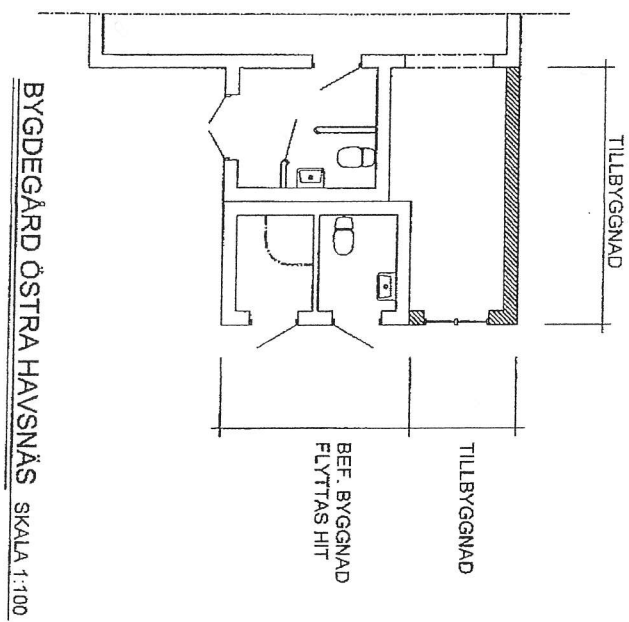 TILLBYGGNAD
TILLBYGGNAD
BEF. BYGGNAD
FLYTTAS HIT
BYGDEGÅRD ÖSTRA HAVSNÄS SKALA 1:100